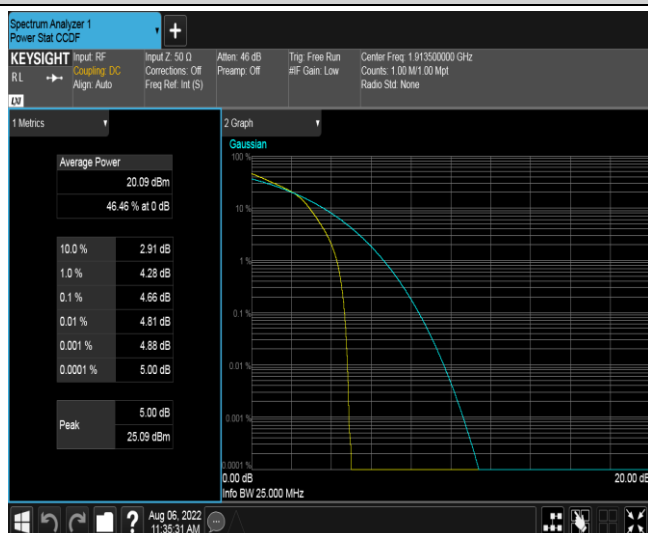 Spectrum Analyzer 1
Power Stat CCDF
KEYSIGHT
RL
LXI
Input: RF
Coupling: DC
Align: Auto
Input Z: 50 Ω
Corrections: Off
Freq Ref: Int (S)
Atten: 46 dB
Preamp: Off
Trig: Free Run
#IF Gain: Low
Center Freq: 1.913500000 GHz
Counts: 1.00 M/1.00 Mpt
Radio Std: None
1 Metrics
Average Power
20.09 dBm
46.46 % at 0 dB
10.0 % 2.91 dB
1.0 % 4.28 dB
0.1 % 4.66 dB
0.01 % 4.81 dB
0.001 % 4.88 dB
0.0001 % 5.00 dB
Peak
5.00 dB
25.09 dBm
2 Graph
Gaussian
100 %
10 %
1 %
0.1 %
0.01 %
0.001 %
0.0001 %
0.00 dB
20.00 dB
Info BW 25.000 MHz
?
Aug 06, 2022
11:35:31 AM